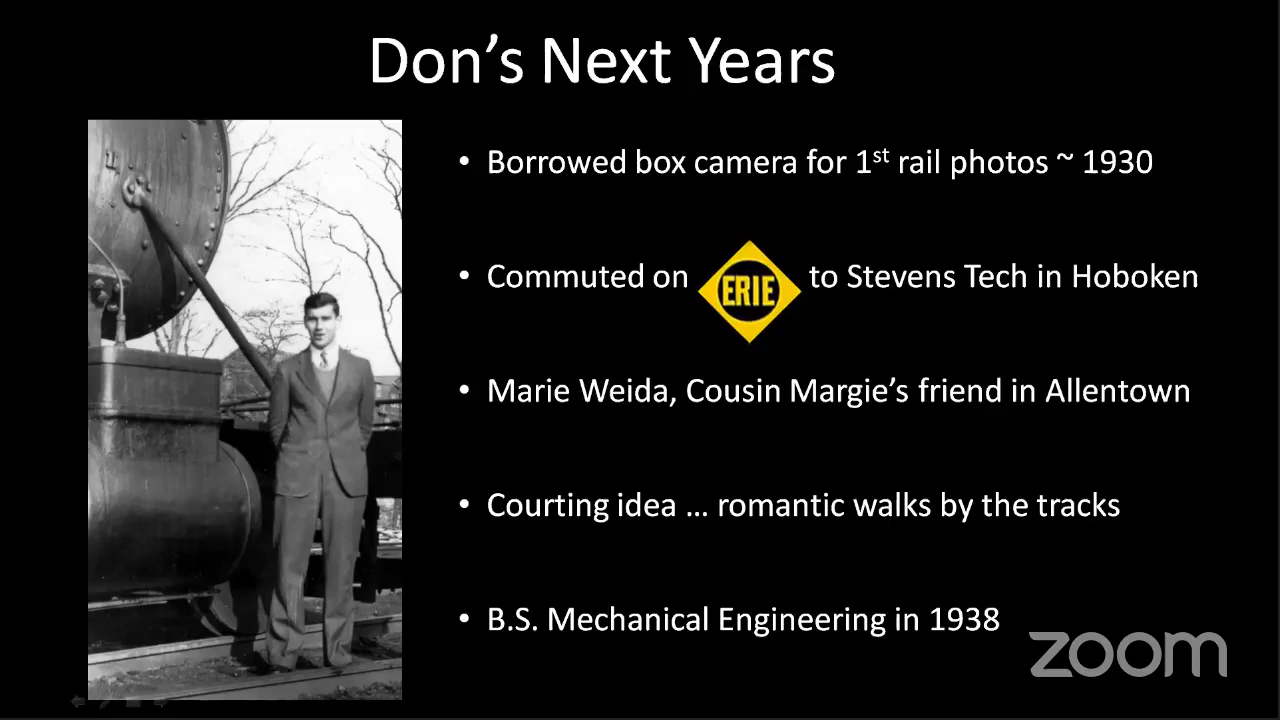 Don's Next Years
• Borrowed box camera for 1st rail photos ~ 1930
• Commuted on ERIE to Stevens Tech in Hoboken
• Marie Weida, Cousin Margie's friend in Allentown
• Courting idea ... romantic walks by the tracks
• B.S. Mechanical Engineering in 1938
zoom